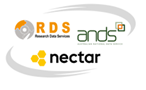 RDS
Research Data Services
ands
nectar